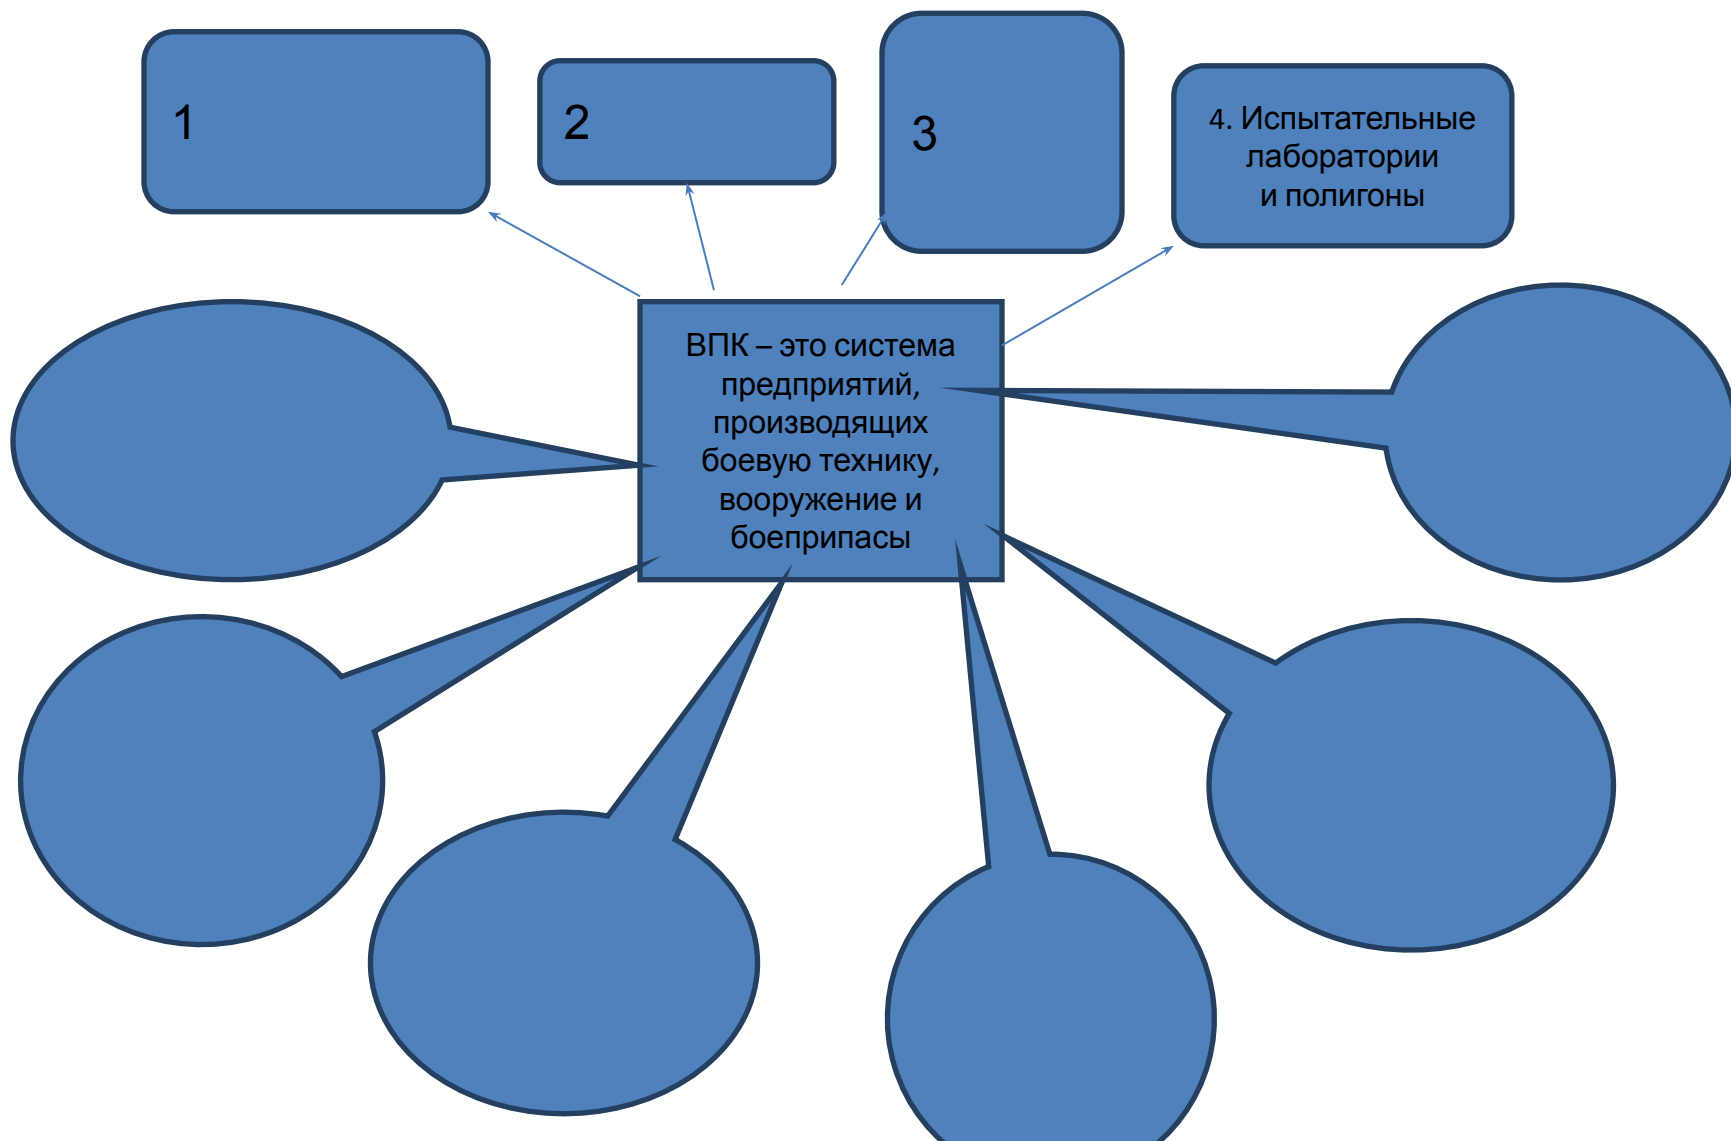 1
2
3
4. Испытательные
лаборатории
и полигоны
ВПК – это система
предприятий,
производящих
боевую технику,
вооружение и
боеприпасы